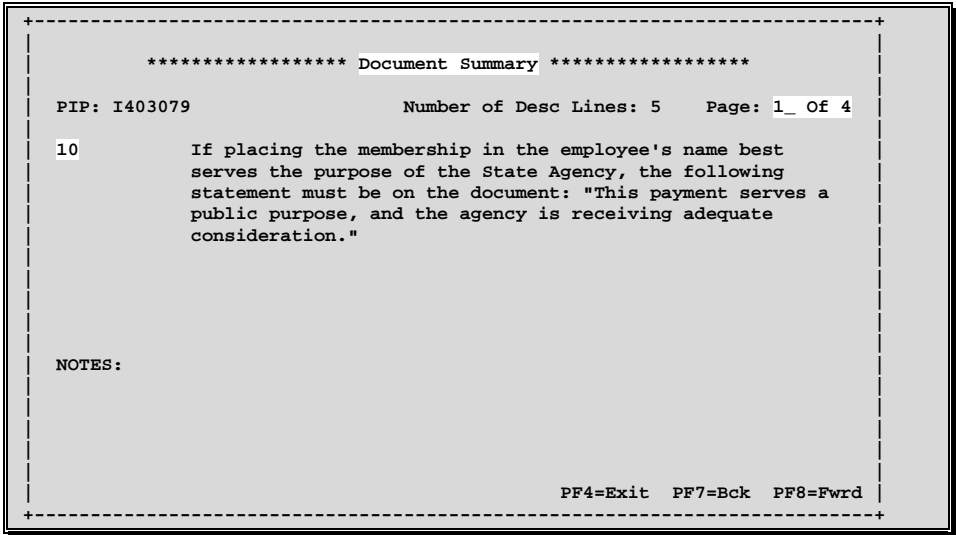 ****************** Document Summary ******************
PIP: I403079 Number of Desc Lines: 5 Page: 1_ Of 4
10 If placing the membership in the employee's name best
serves the purpose of the State Agency, the following
statement must be on the document: "This payment serves a
public purpose, and the agency is receiving adequate
consideration."
NOTES:
PF4=Exit PF7=Bck PF8=Fwrd